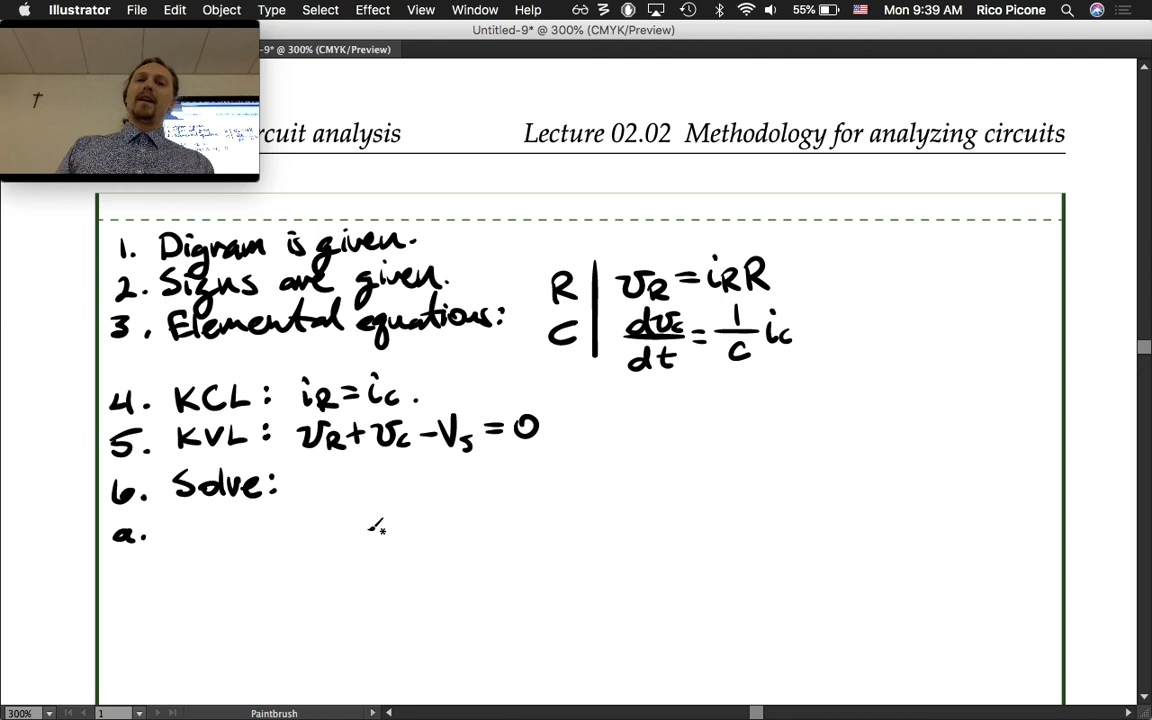 Illustrator File Edit Object Type Select Effect View Window Help 55% Mon 9:39 AM Rico Picone
Untitled-9* @ 300% (CMYK/Preview)
-9* @ 300% (CMYK/Preview)
rcuit analysis Lecture 02.02 Methodology for analyzing circuits
1. Digram is given.
2. Signs are given.
3. Elemental equations:
R | v_R = i_R R
C | dv_C/dt = 1/C i_C
4. KCL: i_R = i_C.
5. KVL: v_R + v_C - V_s = 0
6. Solve:
a.
300% 1 Paintbrush